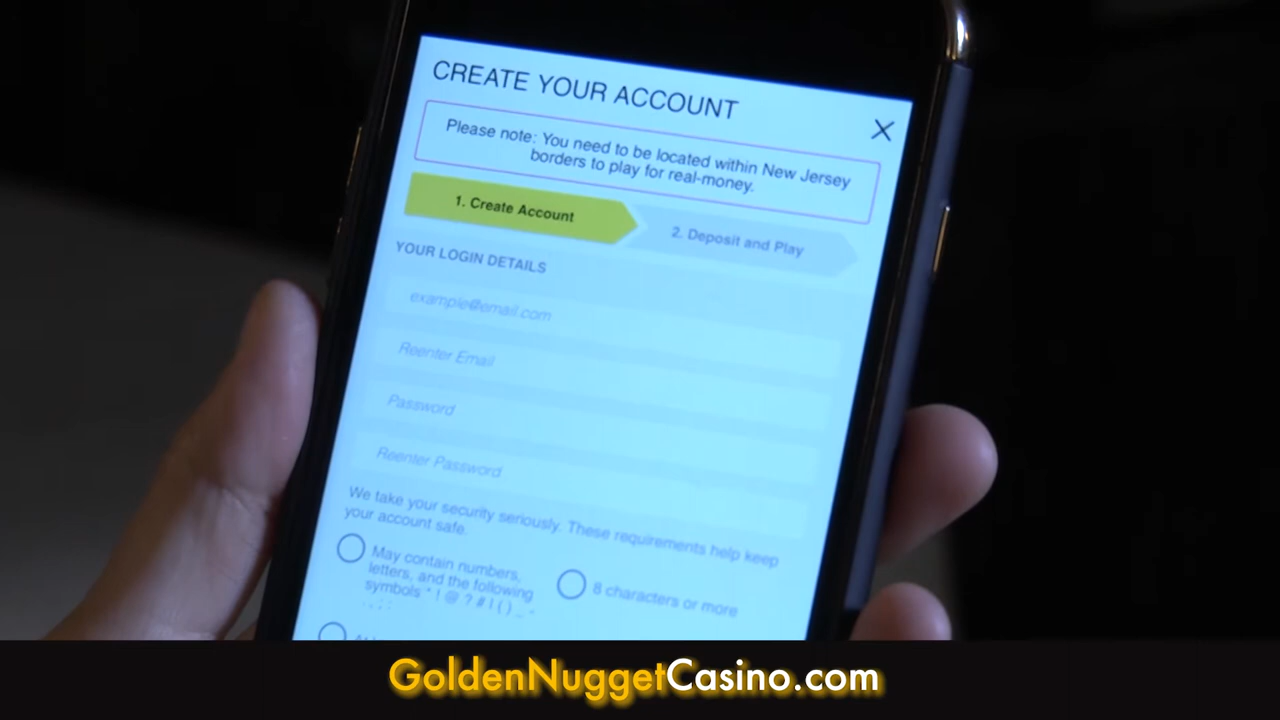 CREATE YOUR ACCOUNT
Please note: You need to be located within New Jersey
borders to play for real-money.
1. Create Account
2. Deposit and Play
YOUR LOGIN DETAILS
example@email.com
Reenter Email
Password
Reenter Password
We take your security seriously. These requirements help keep
your account safe.
May contain numbers,
letters, and the following
symbols * ! @ ? #
8 characters or more
GoldenNuggetCasino.com